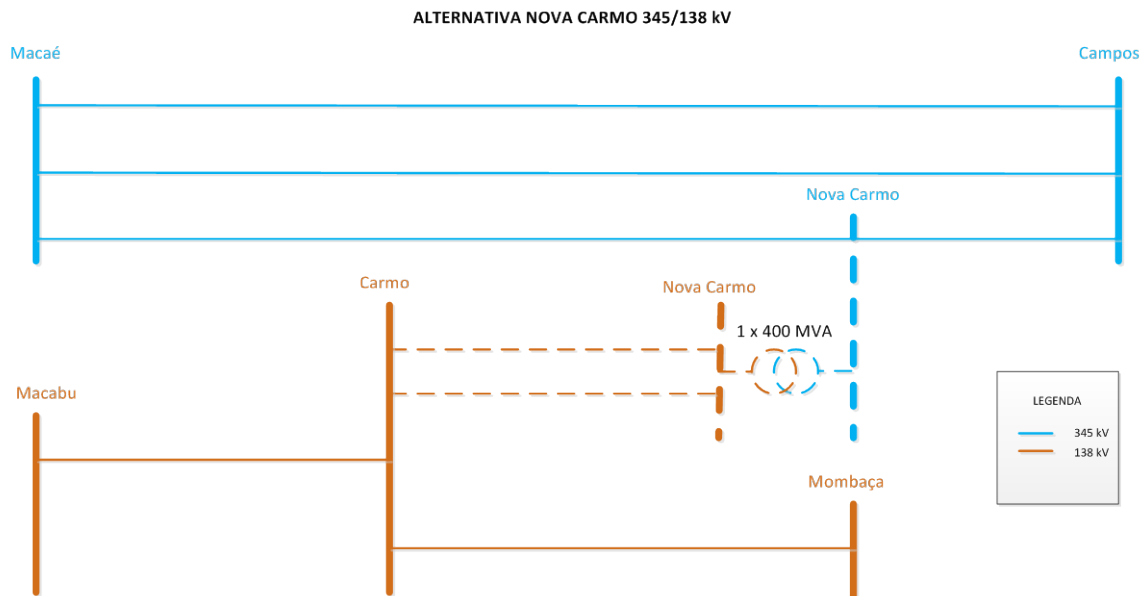 ALTERNATIVA NOVA CARMO 345/138 kV
Macaé
Campos
Nova Carmo
Carmo
Nova Carmo
1 x 400 MVA
Macabu
LEGENDA
345 kV
138 kV
Mombaça